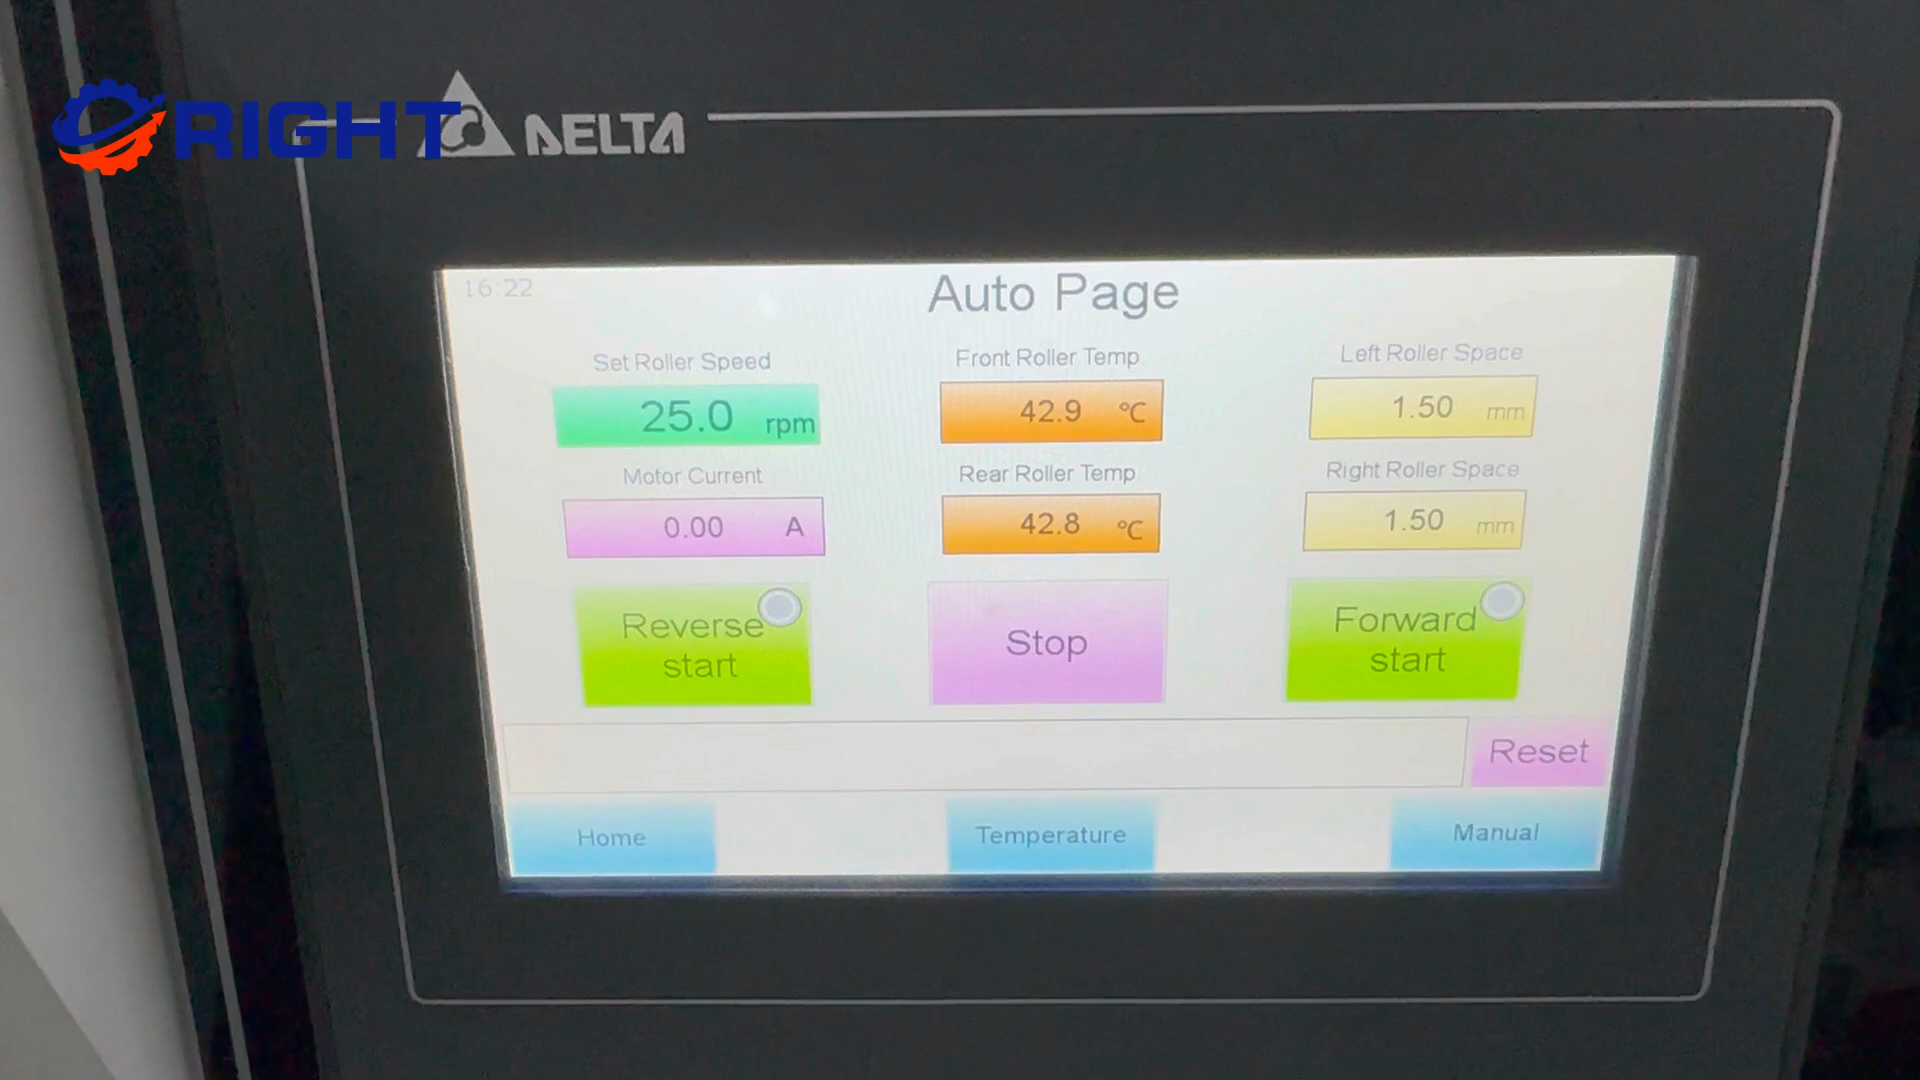 RIGHT
DELTA
16:22
Auto Page
Set Roller Speed
25.0 rpm
Front Roller Temp
42.9 °C
Left Roller Space
1.50 mm
Motor Current
0.00 A
Rear Roller Temp
42.8 °C
Right Roller Space
1.50 mm
Reverse
start
Stop
Forward
start
Reset
Home
Temperature
Manual